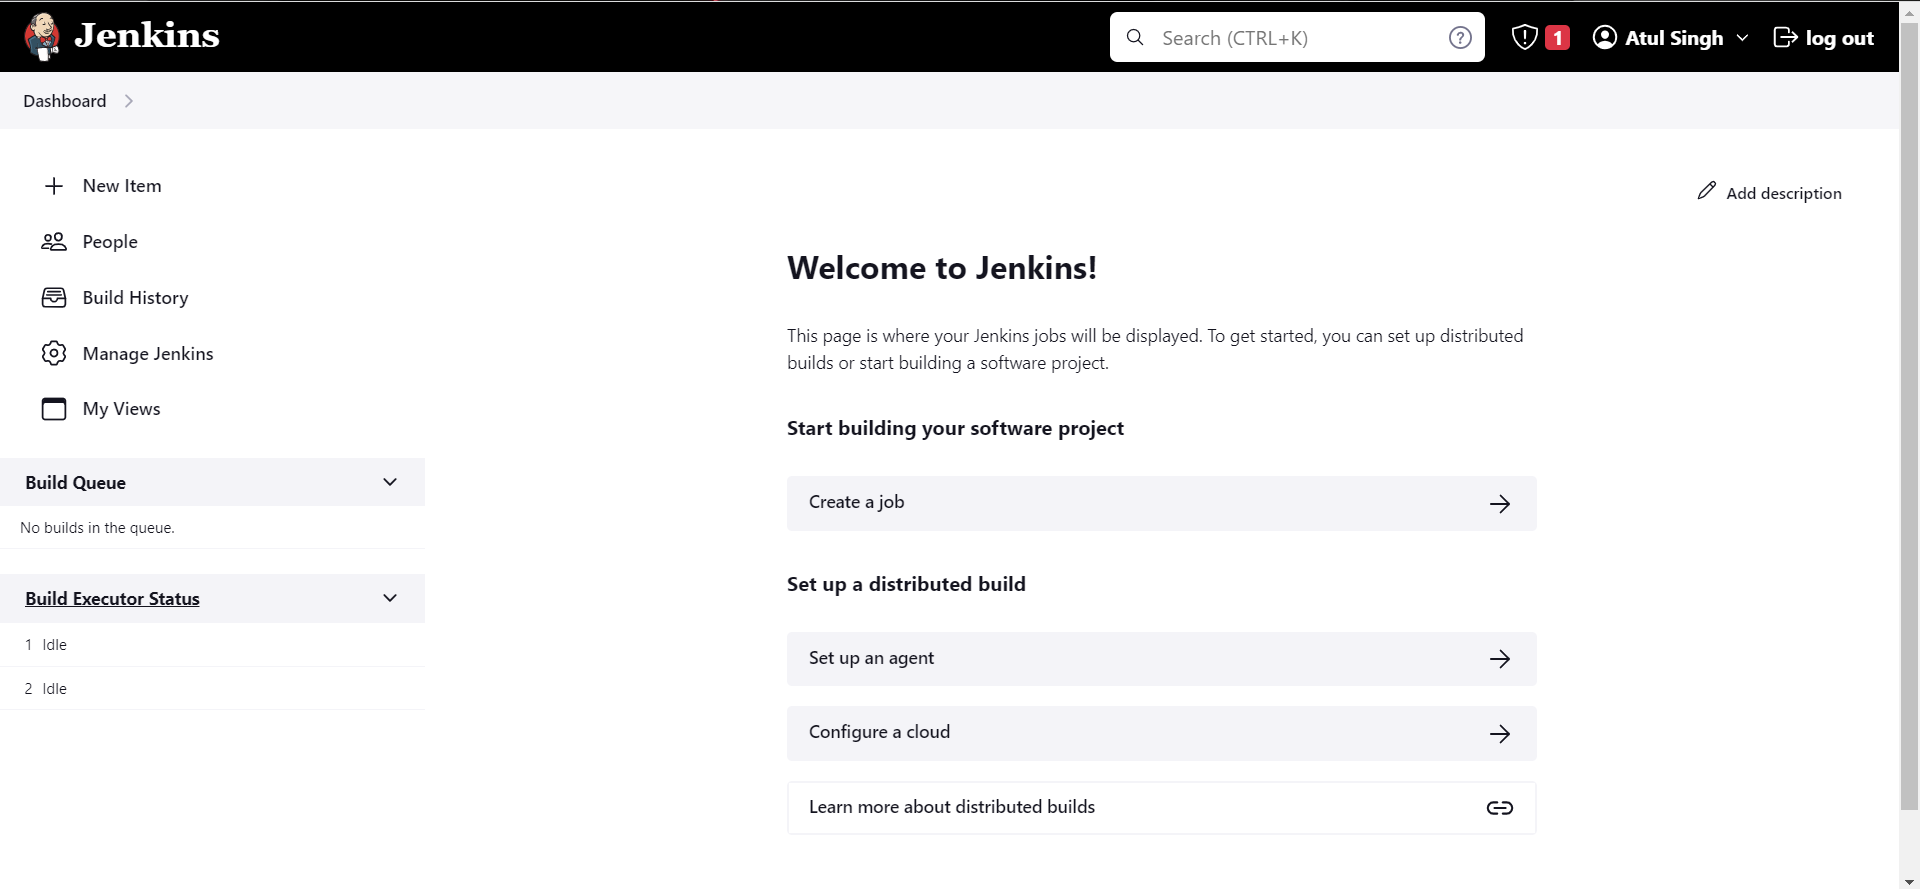 Jenkins
Search (CTRL+K)
1
Atul Singh
log out
Dashboard
New Item
People
Build History
Manage Jenkins
My Views
Build Queue
No builds in the queue.
Build Executor Status
1 Idle
2 Idle
Add description
Welcome to Jenkins!
This page is where your Jenkins jobs will be displayed. To get started, you can set up distributed
builds or start building a software project.
Start building your software project
Create a job
Set up a distributed build
Set up an agent
Configure a cloud
Learn more about distributed builds